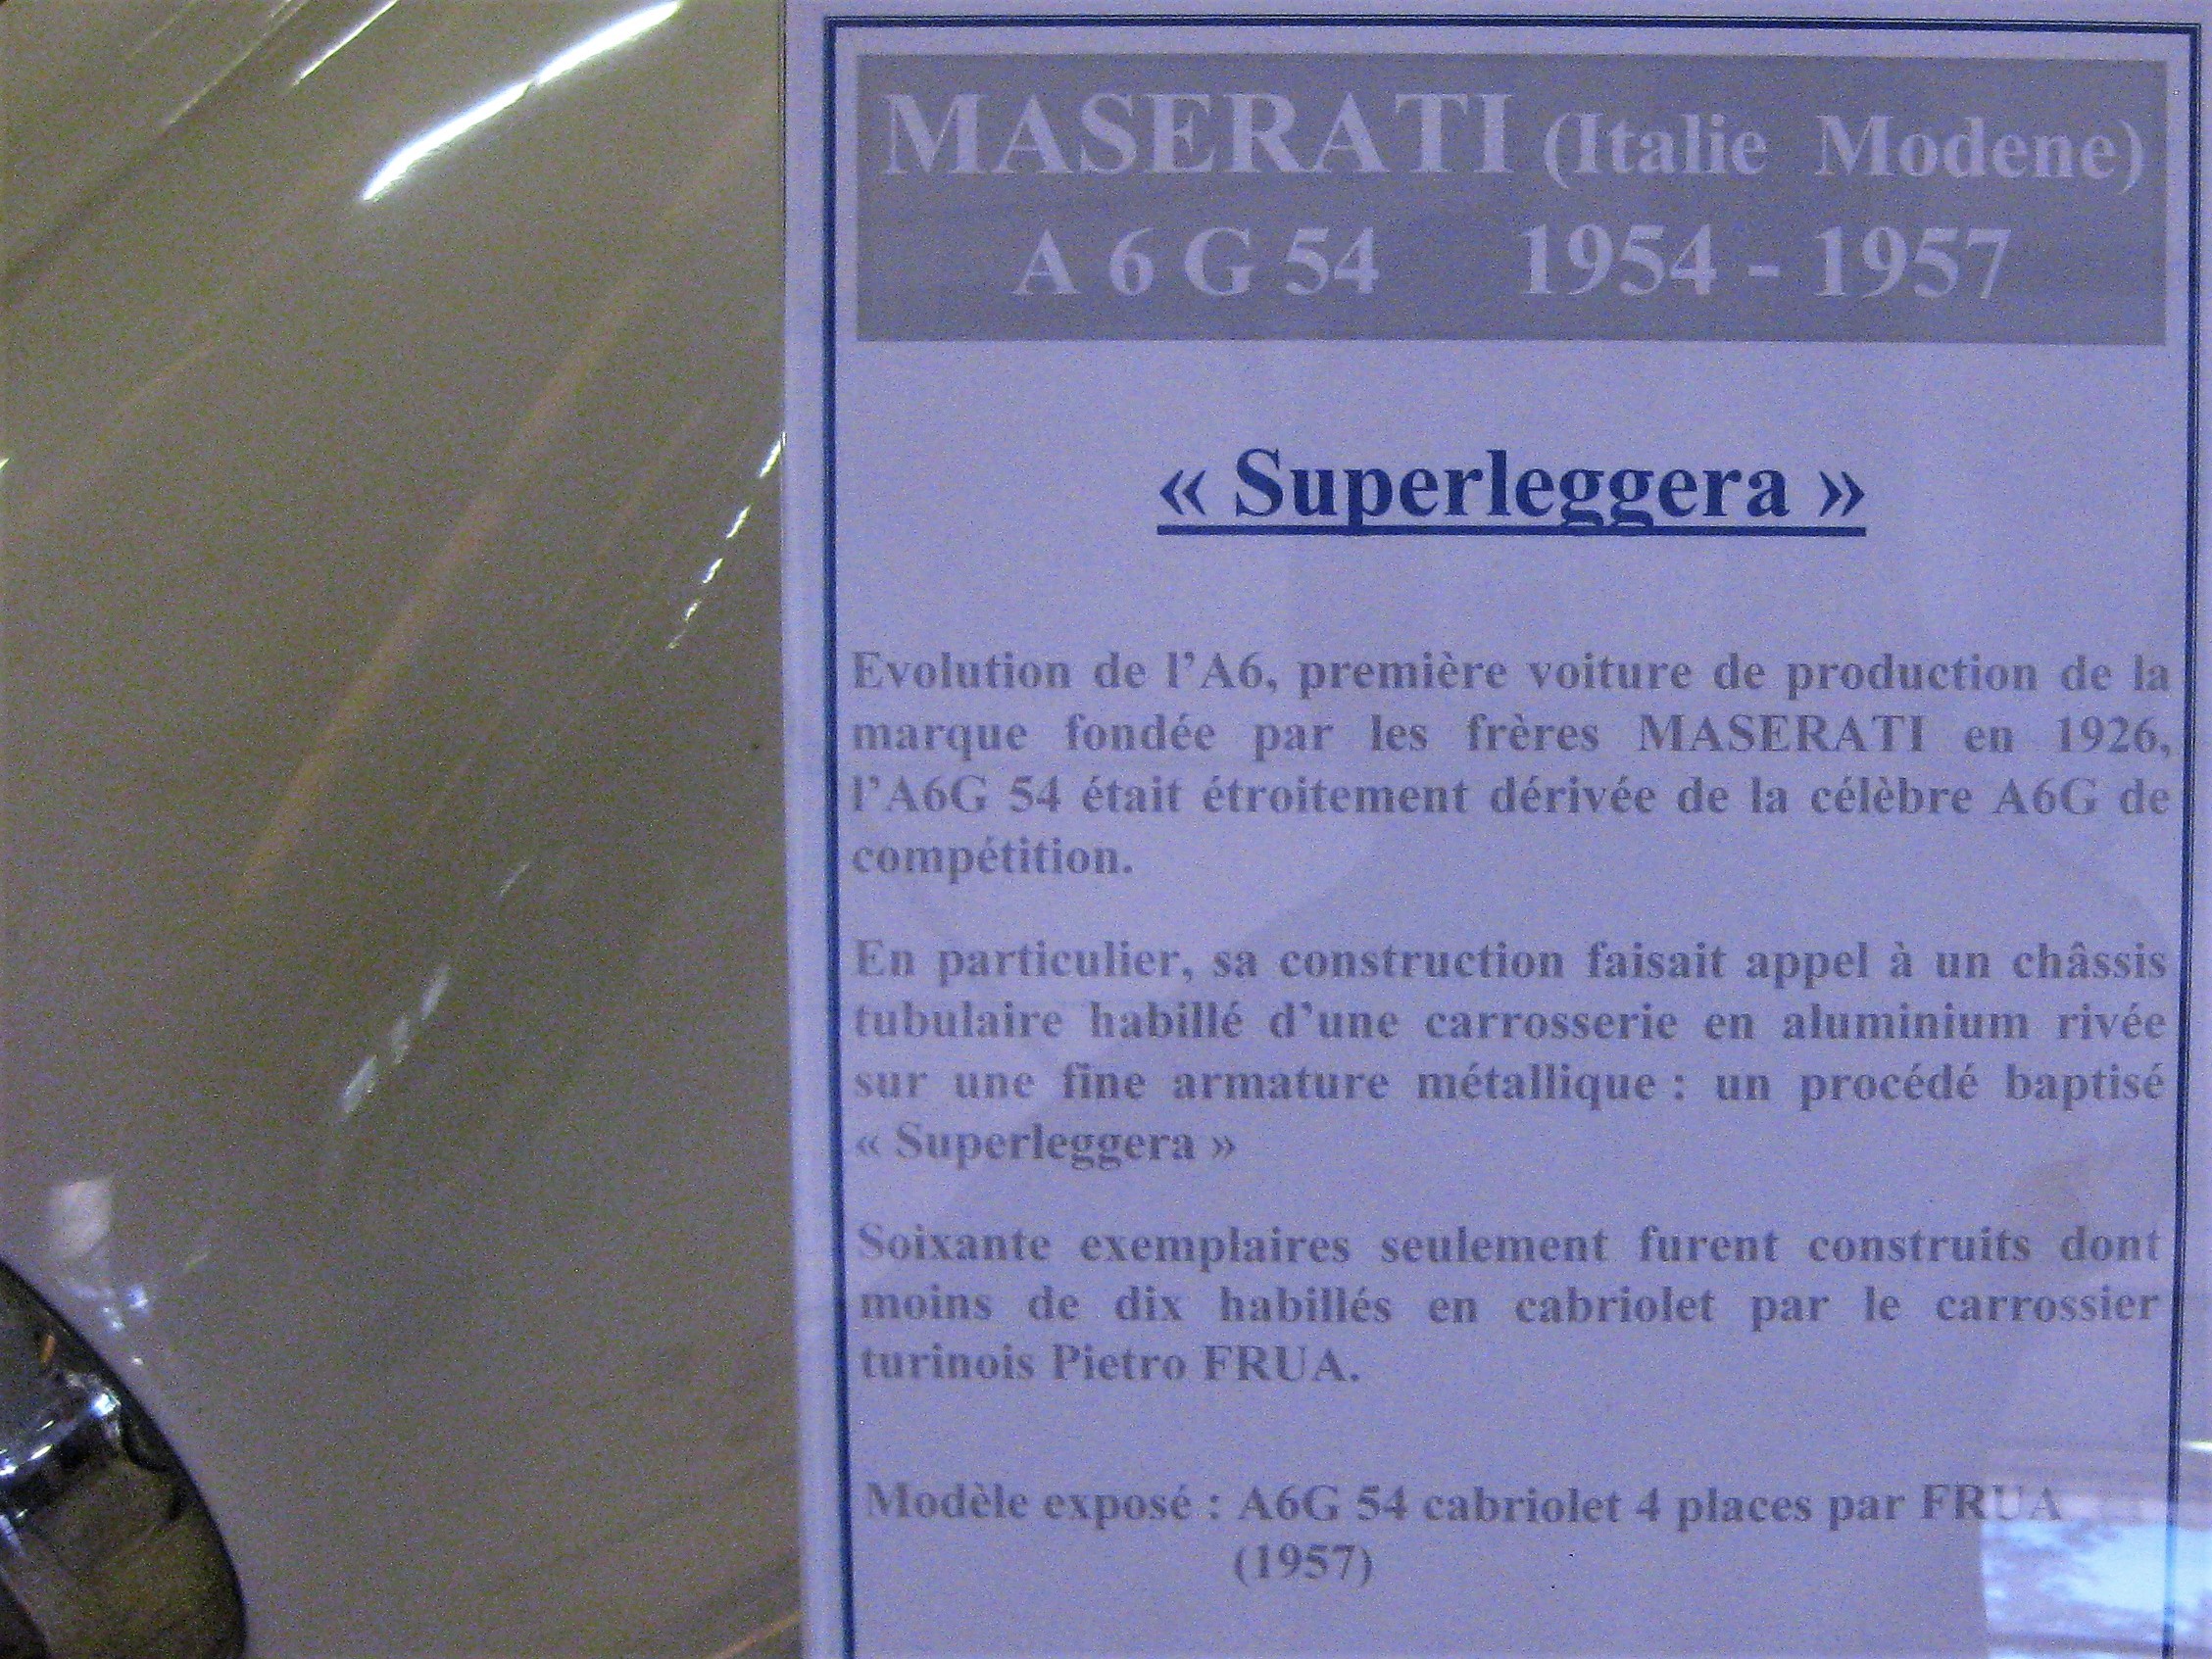 MASERATI (Italie Modene)
A 6 G 54 1954 - 1957
« Superleggera »
Evolution de l’A6, première voiture de production de la
marque fondée par les frères MASERATI en 1926,
l’A6G 54 était étroitement dérivée de la célèbre A6G de
compétition.
En particulier, sa construction faisait appel à un châssis
tubulaire habillé d’une carrosserie en aluminium rivée
sur une fine armature métallique : un procédé baptisé
« Superleggera »
Soixante exemplaires seulement furent construits dont
moins de dix habillés en cabriolet par le carrossier
turinois Pietro FRUA.
Modèle exposé : A6G 54 cabriolet 4 places par FRUA
(1957)